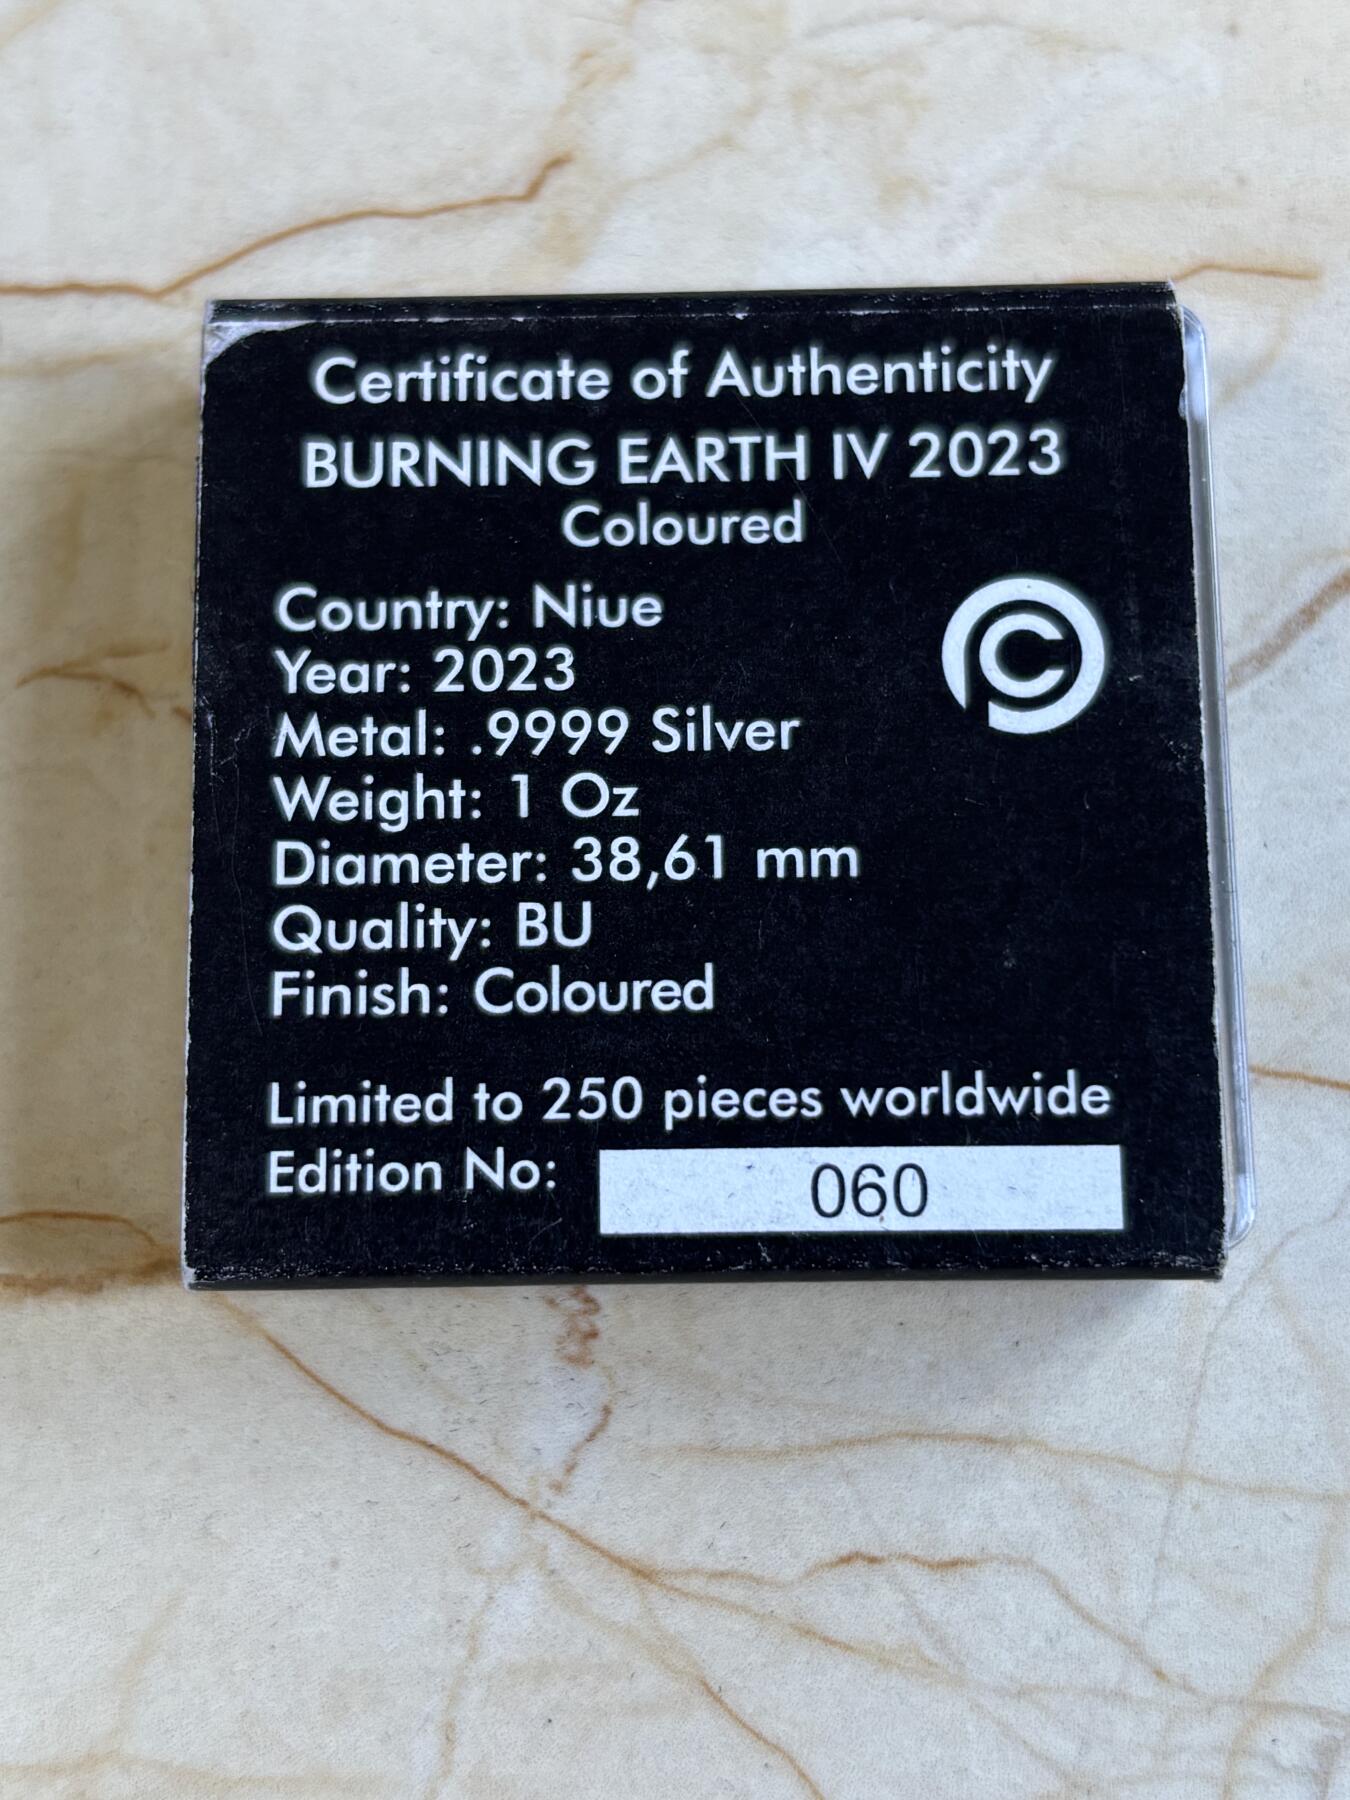 Certificate of Authenticity
BURNING EARTH IV 2023
Coloured
Country: Niue
Year: 2023
Metal: .9999 Silver
Weight: 1 Oz
Diameter: 38,61 mm
Quality: BU
Finish: Coloured
Limited to 250 pieces worldwide
Edition No: 060